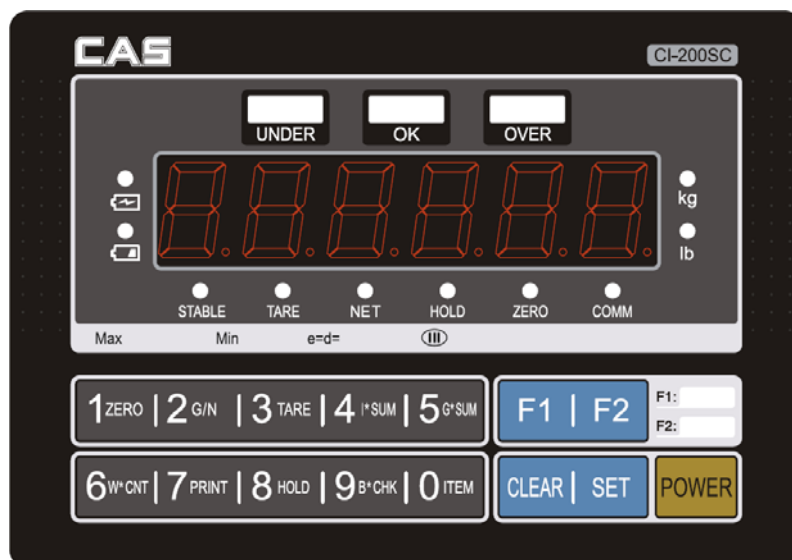 CAS
CI-200SC
UNDER OK OVER
kg
lb
STABLE TARE NET HOLD ZERO COMM
Max Min e=d= III
1 ZERO | 2 G/N | 3 TARE | 4 I*SUM | 5 G*SUM
F1 | F2
F1:
F2:
6 W*CNT | 7 PRINT | 8 HOLD | 9 B*CHK | 0 ITEM
CLEAR | SET
POWER